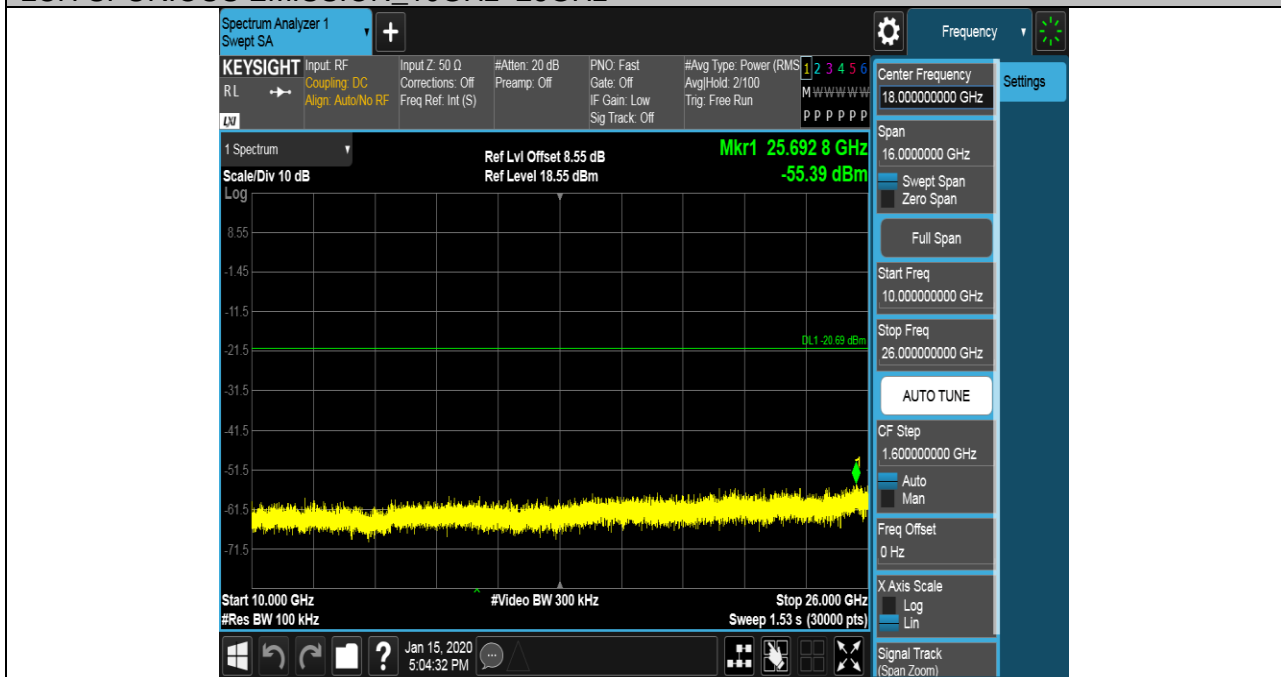 Spectrum Analyzer 1
Swept SA
+
Frequency
KEYSIGHT
RL
LXI
Input: RF
Coupling: DC
Align: Auto/No RF
Input Z: 50 Ω
Corrections: Off
Freq Ref: Int (S)
#Atten: 20 dB
Preamp: Off
PNO: Fast
Gate: Off
IF Gain: Low
Sig Track: Off
#Avg Type: Power (RMS
Avg|Hold: 2/100
Trig: Free Run
1 2 3 4 5 6
M W W W W W
P P P P P P
1 Spectrum
Scale/Div 10 dB
Log
Ref Lvl Offset 8.55 dB
Ref Level 18.55 dBm
Mkr1 25.692 8 GHz
-55.39 dBm
8.55
-1.45
-11.5
-21.5
-31.5
-41.5
-51.5
-61.5
-71.5
DL1 -20.69 dBm
1
Start 10.000 GHz
#Res BW 100 kHz
#Video BW 300 kHz
Stop 26.000 GHz
Sweep 1.53 s (30000 pts)
?
Jan 15, 2020
5:04:32 PM
Center Frequency
18.000000000 GHz
Span
16.0000000 GHz
Swept Span
Zero Span
Full Span
Start Freq
10.000000000 GHz
Stop Freq
26.000000000 GHz
AUTO TUNE
CF Step
1.600000000 GHz
Auto
Man
Freq Offset
0 Hz
X Axis Scale
Log
Lin
Signal Track
(Span Zoom)
Settings